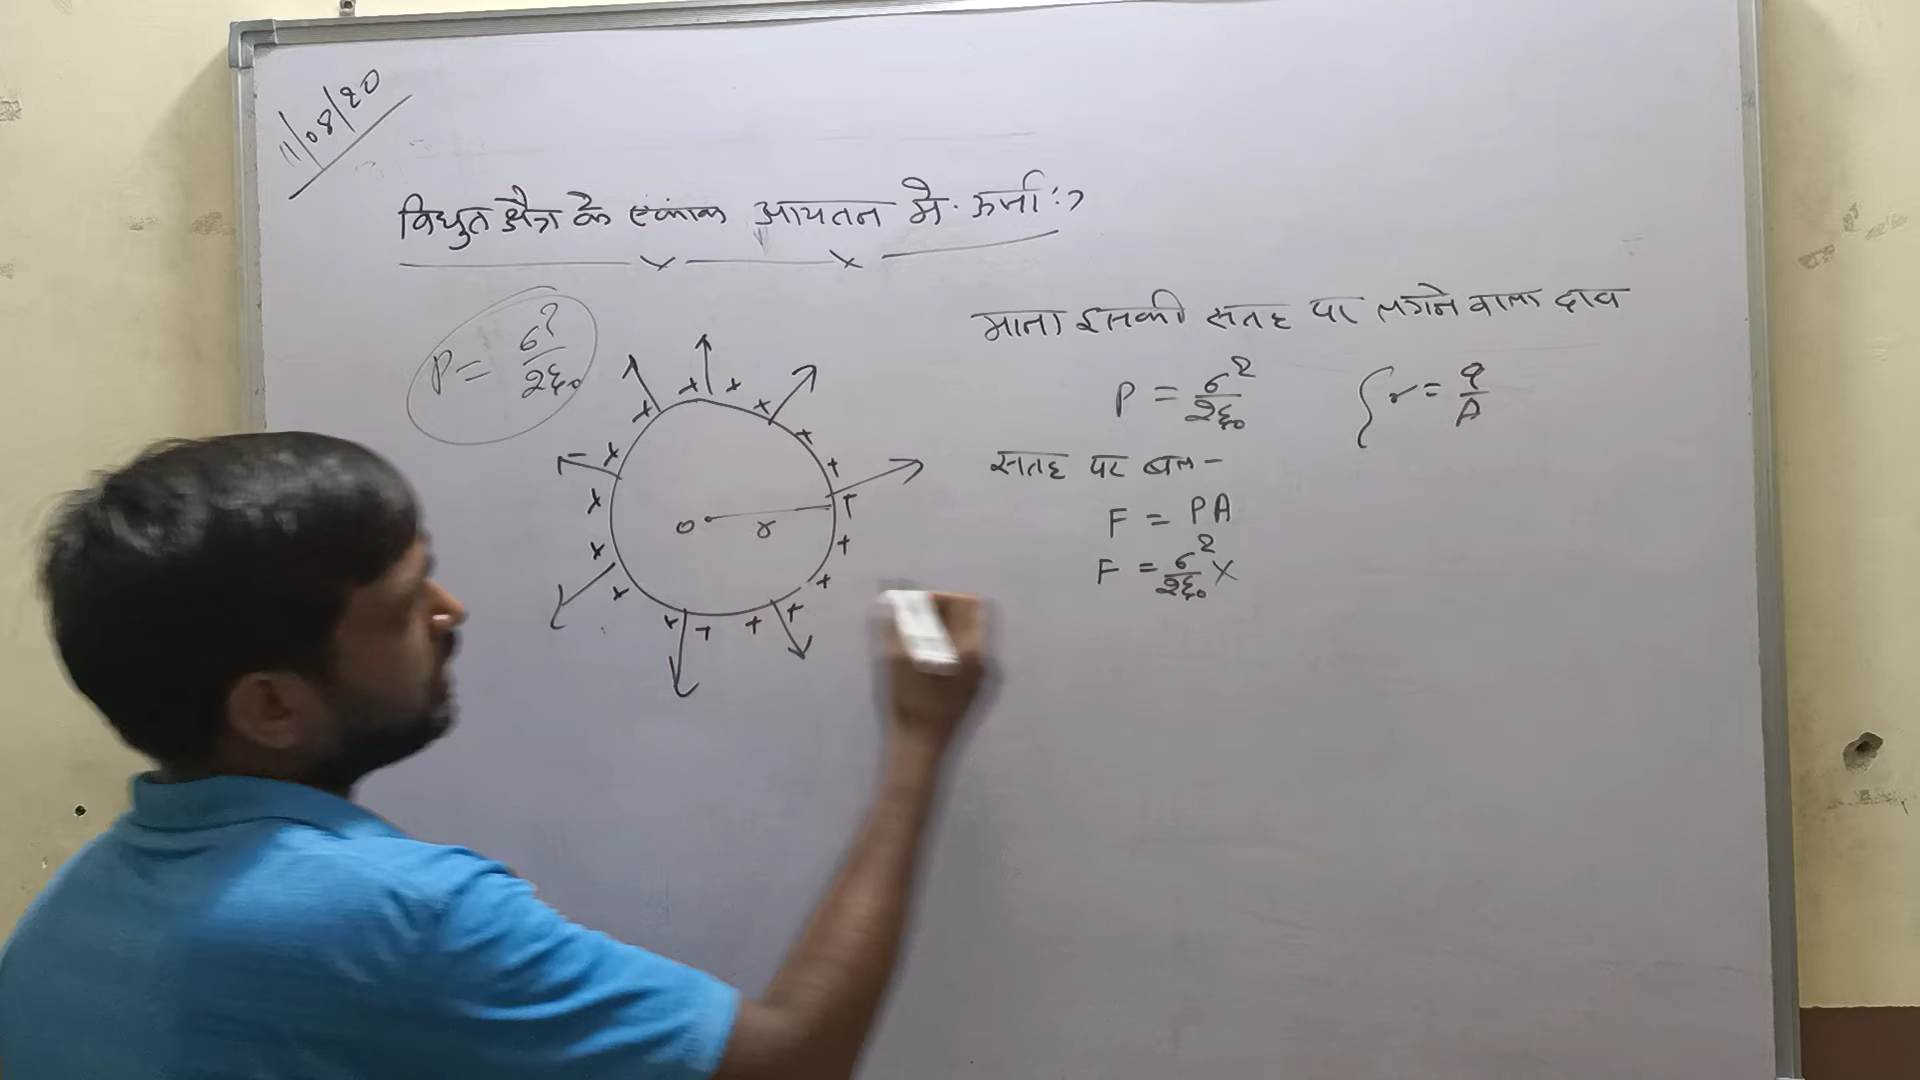 11/08/20
विधुत क्षेत्र के एकांक आयतन में ऊर्जा :->
P = σ²/2ε₀
माना इसकी सतह पर लगने वाला दाव
P = σ²/2ε₀ { r = q/A
सतह पर बल -
F = PA
F = σ²/2ε₀ ×
+ + + + + + + + + + + + + + + + +
O r